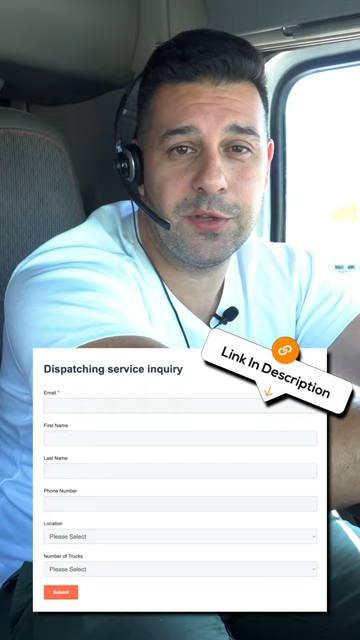 Dispatching service inquiry
Link In Description
Email *
First Name
Last Name
Phone Number
Location
Please Select
Number of Trucks
Please Select
Submit